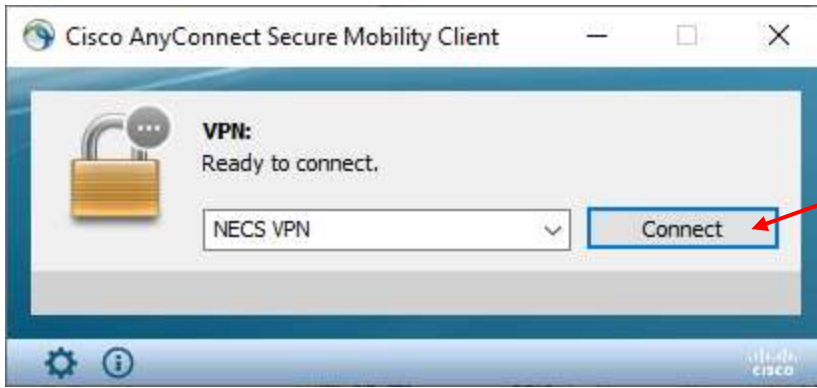 Cisco AnyConnect Secure Mobility Client
VPN:
Ready to connect.
NECS VPN
Connect
CISCO